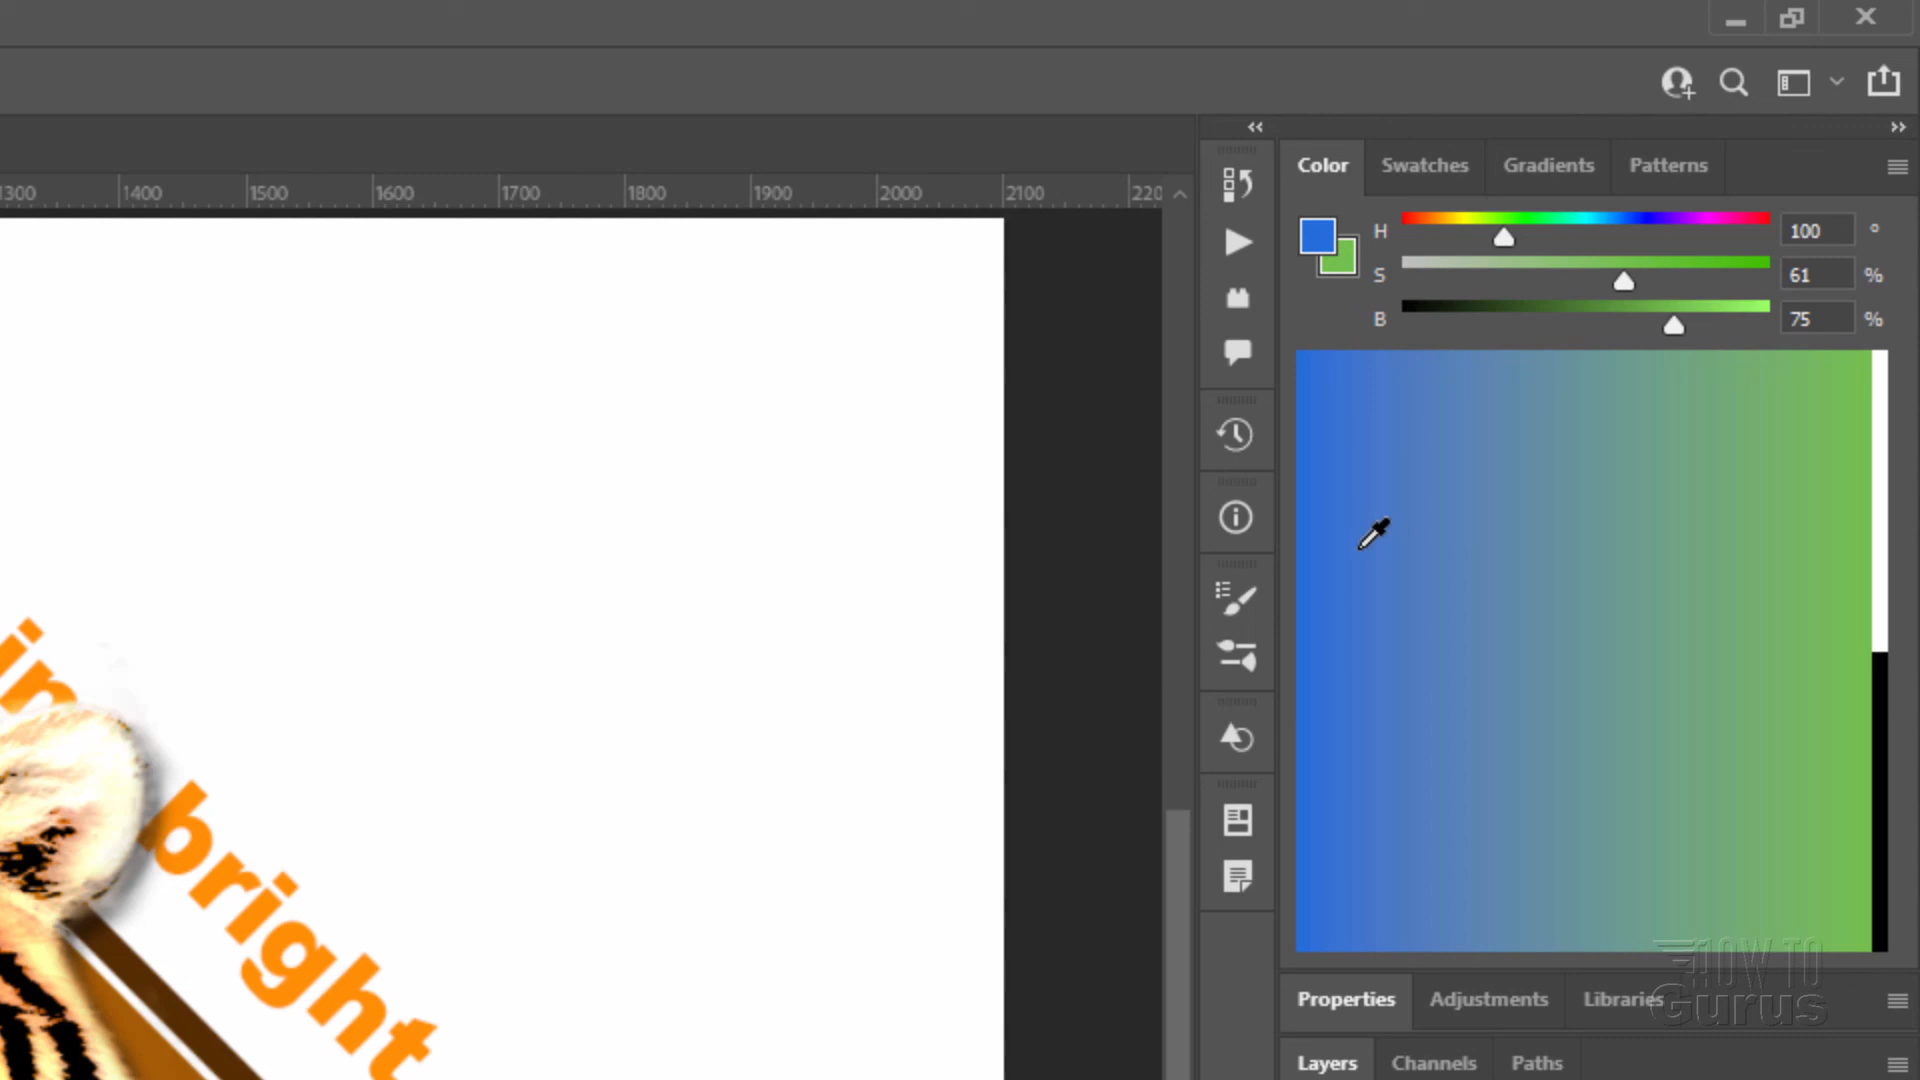 Color Swatches Gradients Patterns
1300 1400 1500 1600 1700 1800 1900 2000 2100 220
H 100 °
S 61 %
B 75 %
in
bright
HOW TO
Gurus
Properties Adjustments Libraries
Layers Channels Paths